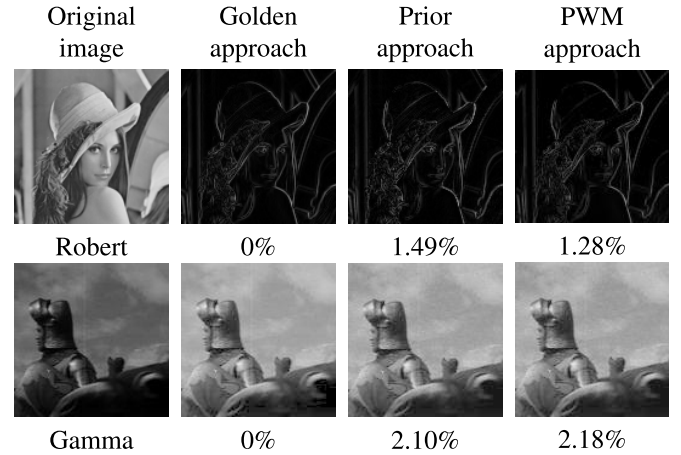 Original Golden Prior PWM
image approach approach approach
Robert 0% 1.49% 1.28%
Gamma 0% 2.10% 2.18%